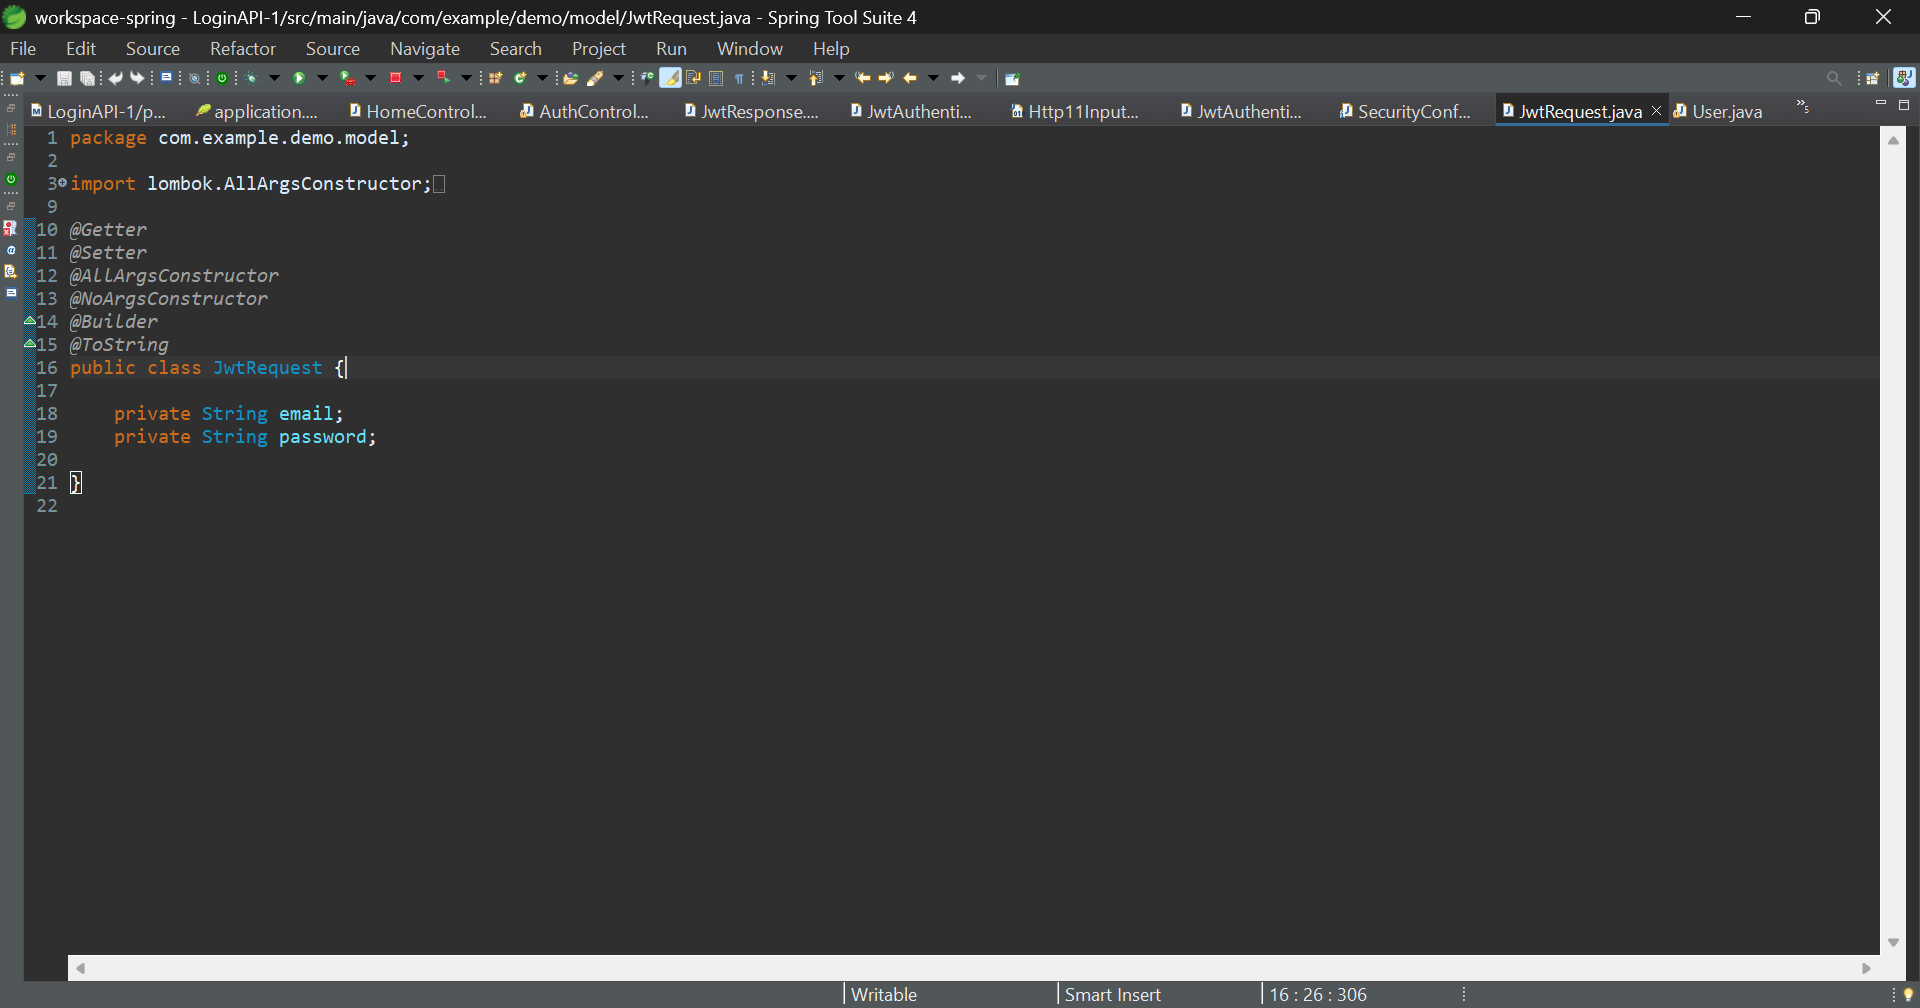 workspace-spring - LoginAPI-1/src/main/java/com/example/demo/model/JwtRequest.java - Spring Tool Suite 4
File Edit Source Refactor Source Navigate Search Project Run Window Help
LoginAPI-1/p... application.... HomeControl... AuthControl... JwtResponse.... JwtAuthenti... Http11Input... JwtAuthenti... SecurityConf... JwtRequest.java User.java »5
1 package com.example.demo.model;
2
3 import lombok.AllArgsConstructor;
9
10 @Getter
11 @Setter
12 @AllArgsConstructor
13 @NoArgsConstructor
14 @Builder
15 @ToString
16 public class JwtRequest {
17
18 private String email;
19 private String password;
20
21 }
22
Writable Smart Insert 16 : 26 : 306